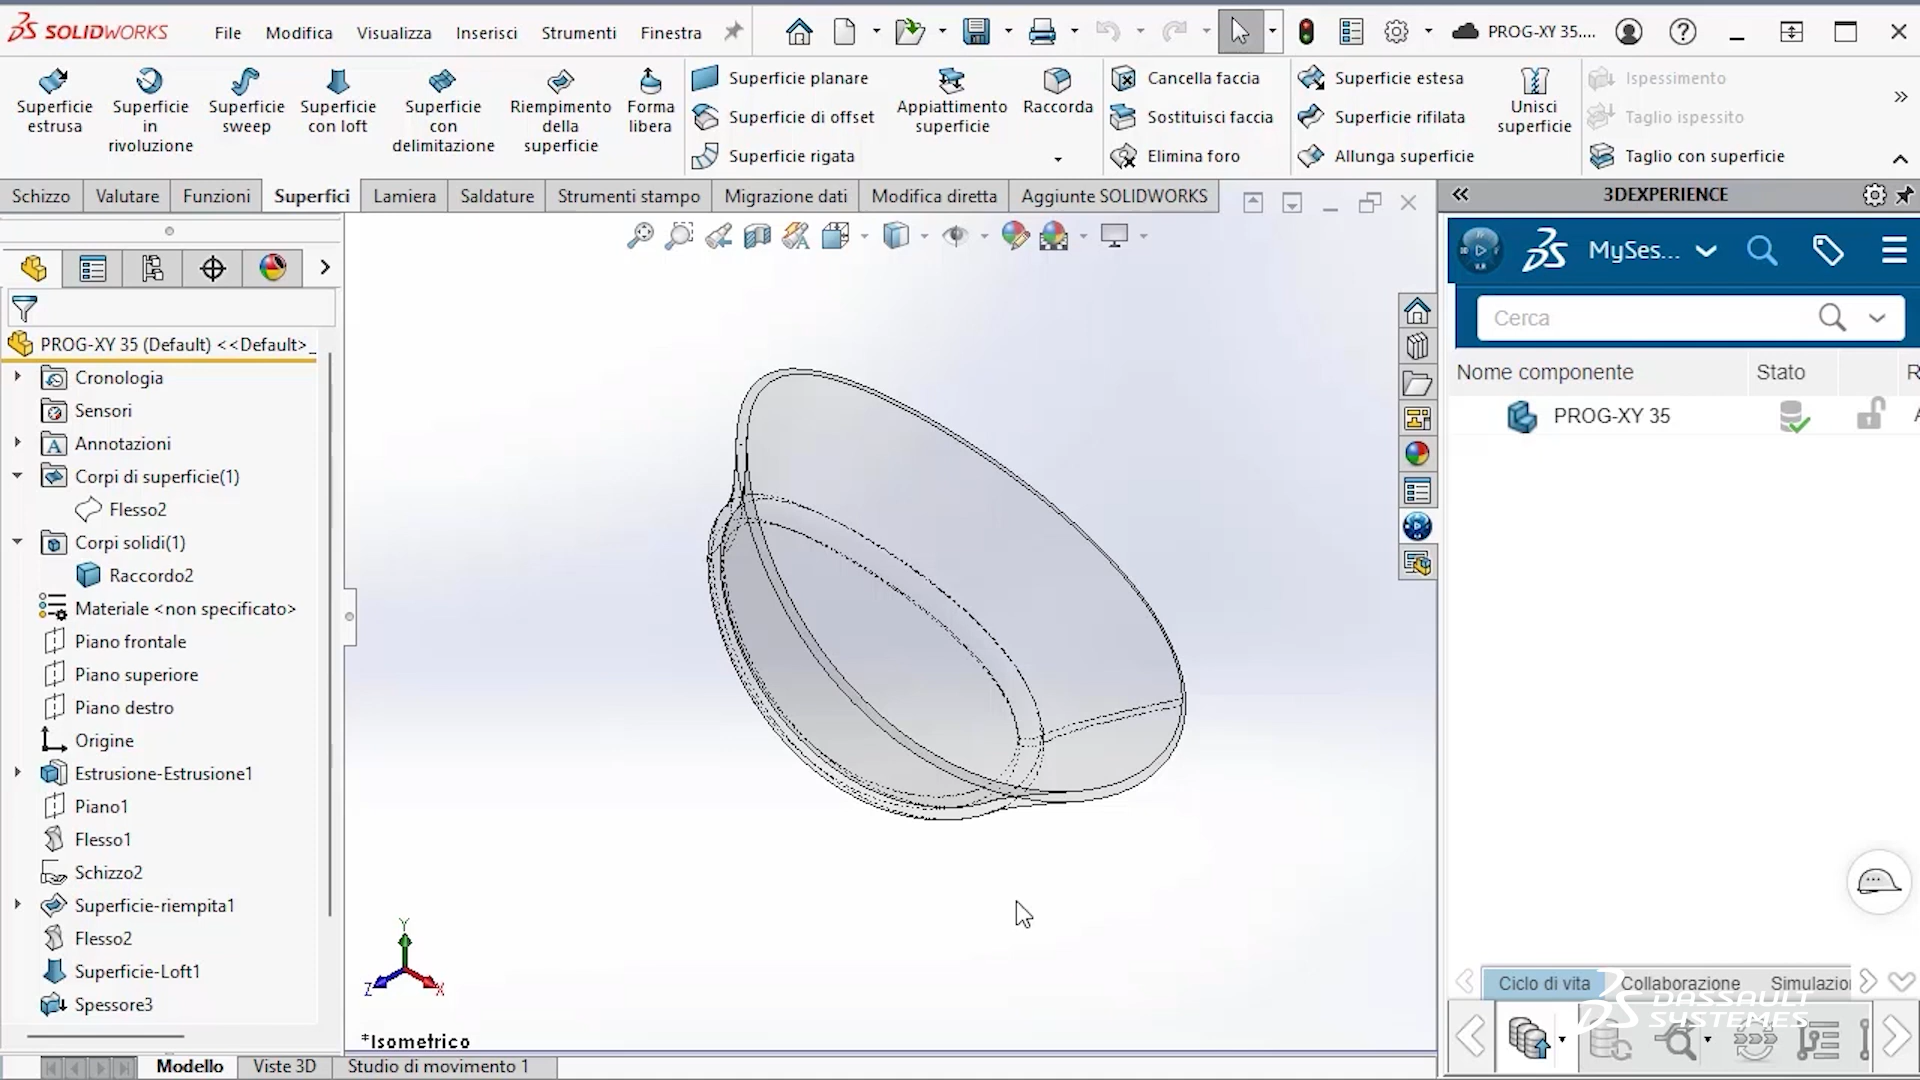 SOLIDWORKS File Modifica Visualizza Inserisci Strumenti Finestra PROG-XY 35....
Superficie estrusa
Superficie in rivoluzione
Superficie sweep
Superficie con loft
Superficie con delimitazione
Riempimento della superficie
Forma libera
Superficie planare
Superficie di offset
Superficie rigata
Appiattimento superficie
Raccorda
Cancella faccia
Sostituisci faccia
Elimina foro
Superficie estesa
Superficie rifilata
Allunga superficie
Unisci superficie
Ispessimento
Taglio ispessito
Taglio con superficie
Schizzo Valutare Funzioni Superfici Lamiera Saldature Strumenti stampo Migrazione dati Modifica diretta Aggiunte SOLIDWORKS
3DEXPERIENCE
MySes...
Cerca
Nome componente Stato R
PROG-XY 35 A
PROG-XY 35 (Default) <<Default>_
Cronologia
Sensori
Annotazioni
Corpi di superficie(1)
Flesso2
Corpi solidi(1)
Raccordo2
Materiale <non specificato>
Piano frontale
Piano superiore
Piano destro
Origine
Estrusione-Estrusione1
Piano1
Flesso1
Schizzo2
Superficie-riempita1
Flesso2
Superficie-Loft1
Spessore3
Y
Z
X
*Isometrico
Ciclo di vita Collaborazione Simulazio
DASSAULT
SYSTEMES
Modello Viste 3D Studio di movimento 1